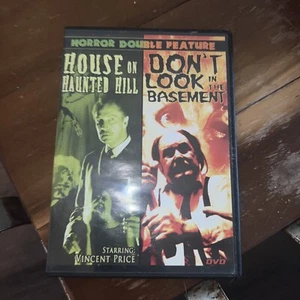 HORROR DOUBLE FEATURE
HOUSE ON
HAUNTED HILL
DON'T
LOOK IN
THE
BASEMENT
STARRING
VINCENT PRICE
DVD